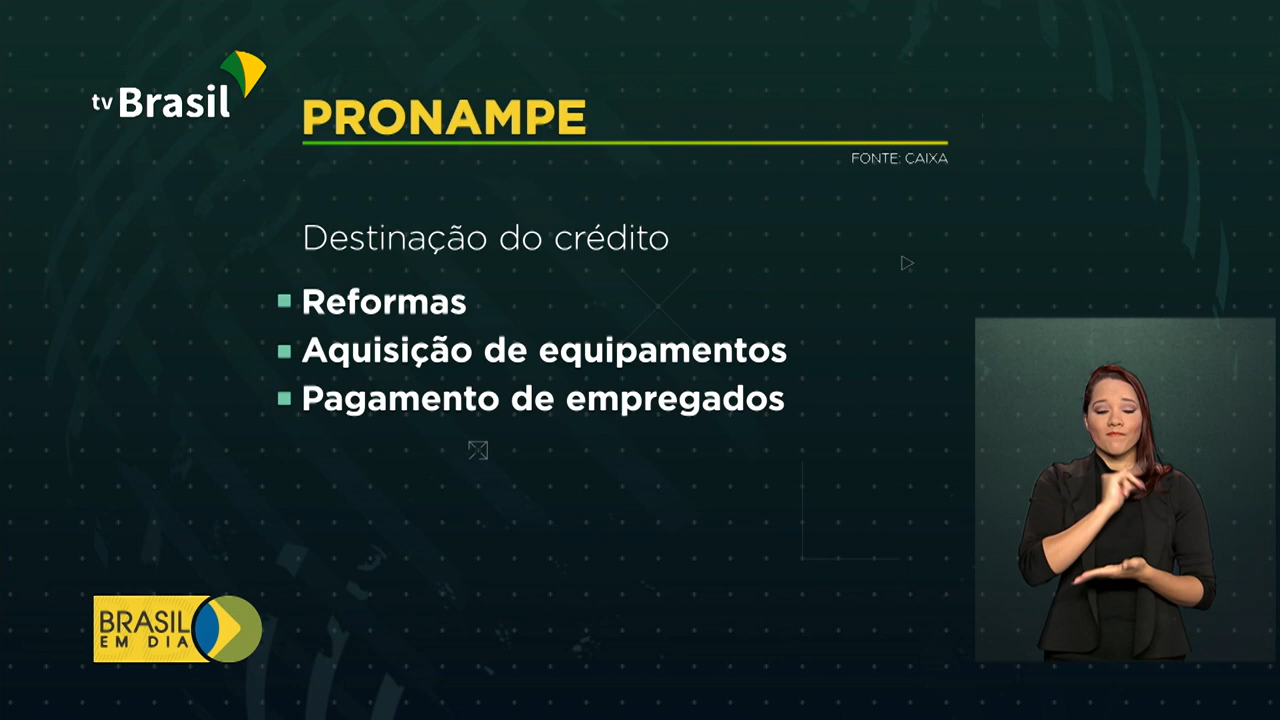 tv Brasil
PRONAMPE
FONTE: CAIXA
Destinação do crédito
Reformas
Aquisição de equipamentos
Pagamento de empregados
BRASIL
EM DIA